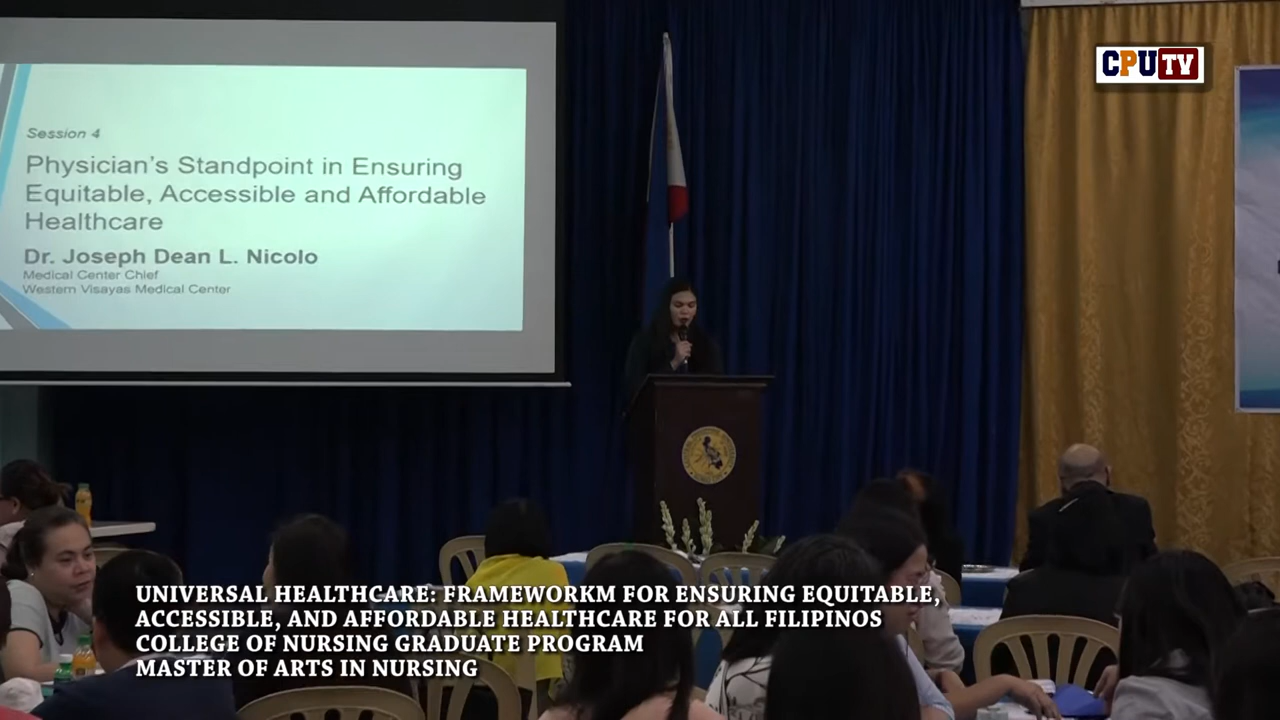 CPUTV
Session 4
Physician's Standpoint in Ensuring
Equitable, Accessible and Affordable
Healthcare
Dr. Joseph Dean L. Nicolo
Medical Center Chief
Western Visayas Medical Center
UNIVERSAL HEALTHCARE: FRAMEWORKM FOR ENSURING EQUITABLE,
ACCESSIBLE, AND AFFORDABLE HEALTHCARE FOR ALL FILIPINOS
COLLEGE OF NURSING GRADUATE PROGRAM
MASTER OF ARTS IN NURSING